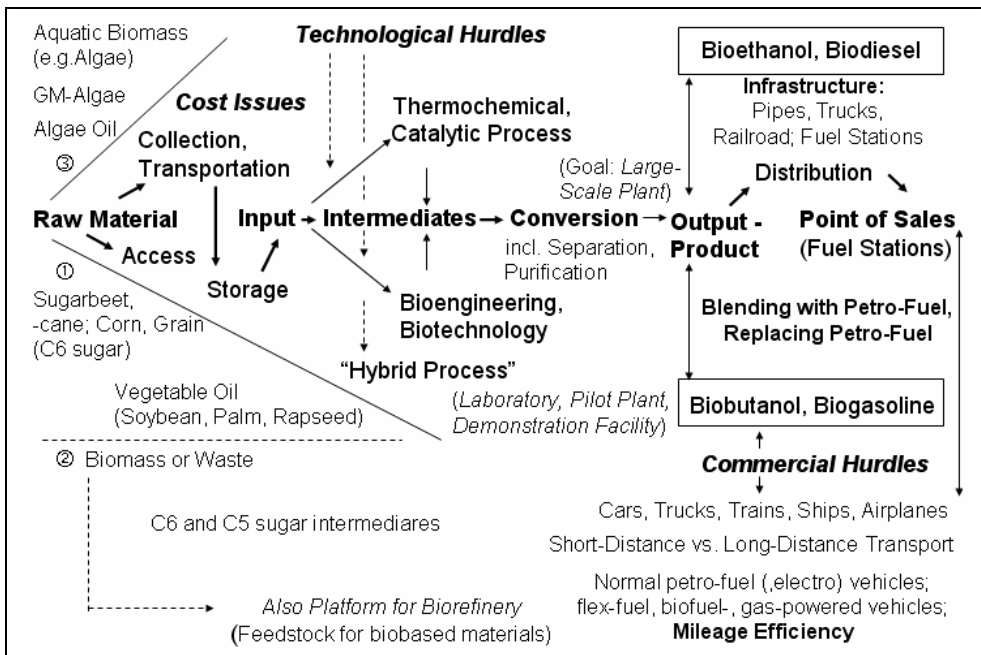 Aquatic Biomass
(e.g.Algae)
GM-Algae
Algae Oil
③
Technological Hurdles
Cost Issues
Collection,
Transportation
Raw Material
Access
Storage
Input
Thermochemical,
Catalytic Process
Intermediates
Conversion
incl. Separation,
Purification
(Goal: Large-
Scale Plant)
Bioengineering,
Biotechnology
“Hybrid Process”
(Laboratory, Pilot Plant,
Demonstration Facility)
Bioethanol, Biodiesel
Infrastructure:
Pipes, Trucks,
Railroad; Fuel Stations
Distribution
Output -
Product
Point of Sales
(Fuel Stations)
Blending with Petro-Fuel,
Replacing Petro-Fuel
Biobutanol, Biogasoline
Commercial Hurdles
Cars, Trucks, Trains, Ships, Airplanes
Short-Distance vs. Long-Distance Transport
Normal petro-fuel (,electro) vehicles;
flex-fuel, biofuel-, gas-powered vehicles;
Mileage Efficiency
①
Sugarbeet,
-cane; Corn, Grain
(C6 sugar)
Vegetable Oil
(Soybean, Palm, Rapseed)
② Biomass or Waste
C6 and C5 sugar intermediares
Also Platform for Biorefinery
(Feedstock for biobased materials)